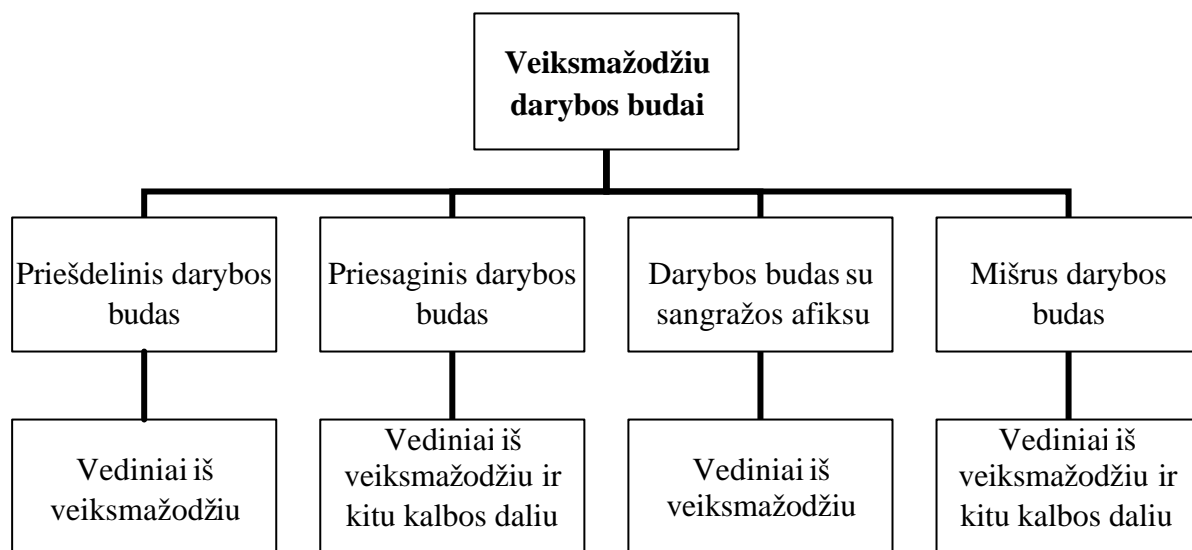 Veiksmažodžiu
darybos budai
Priešdelinis darybos
budas
Priesaginis darybos
budas
Darybos budas su
sangražos afiksu
Mišrus darybos
budas
Vediniai iš
veiksmažodžiu
Vediniai iš
veiksmažodžiu ir
kitu kalbos daliu
Vediniai iš
veiksmažodžiu
Vediniai iš
veiksmažodžiu ir
kitu kalbos daliu